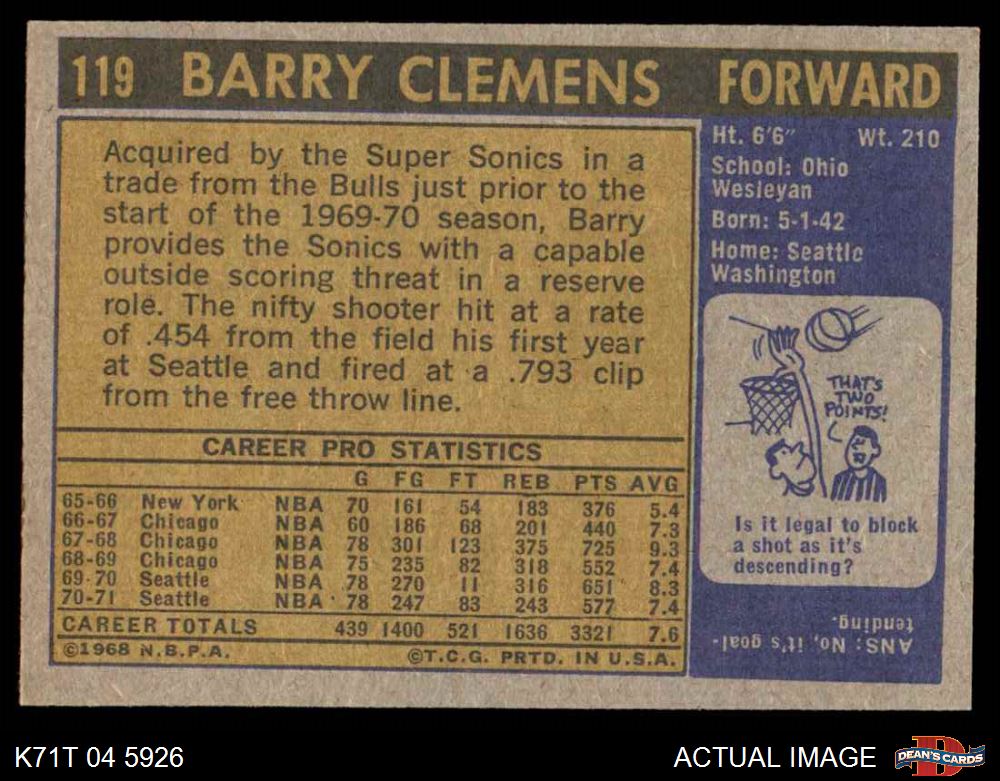 119 BARRY CLEMENS FORWARD
Acquired by the Super Sonics in a
trade from the Bulls just prior to the
start of the 1969-70 season, Barry
provides the Sonics with a capable
outside scoring threat in a reserve
role. The nifty shooter hit at a rate
of .454 from the field his first year
at Seattle and fired at a .793 clip
from the free throw line.
Ht. 6'6" Wt. 210
School: Ohio
Wesleyan
Born: 5-1-42
Home: Seattle
Washington
THAT'S
TWO
POINTS!
Is it legal to block
a shot as it's
descending?
ANS: No, it's goal-
tending.
CAREER PRO STATISTICS
G FG FT REB PTS AVG
65-66 New York NBA 70 161 54 183 376 5.4
66-67 Chicago NBA 60 186 68 201 440 7.3
67-68 Chicago NBA 78 301 123 375 725 9.3
68-69 Chicago NBA 75 235 82 318 552 7.4
69-70 Seattle NBA 78 270 11 316 651 8.3
70-71 Seattle NBA 78 247 83 243 577 7.4
CAREER TOTALS 439 1400 521 1636 3321 7.6
©1968 N.B.P.A. ©T.C.G. PRTD. IN U.S.A.
K71T 04 5926 ACTUAL IMAGE D DEAN'S CARDS